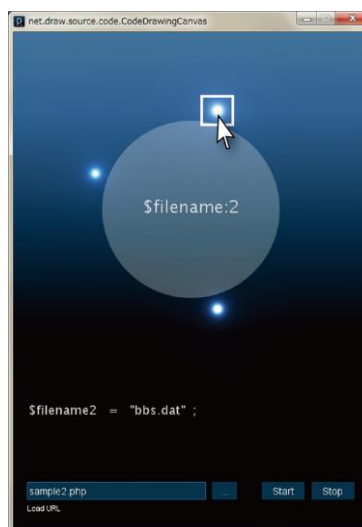 net.draw.source.code.CodeDrawingCanvas
$filename:2
$filename2 = "bbs.dat" ;
sample2.php ... Start Stop
Load URL